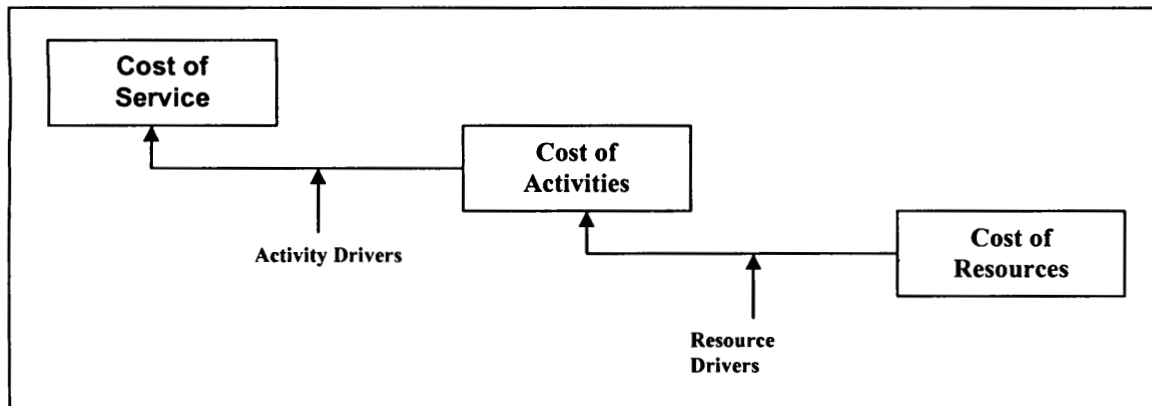 Cost of
Service
Cost of
Activities
Activity Drivers
Cost of
Resources
Resource
Drivers